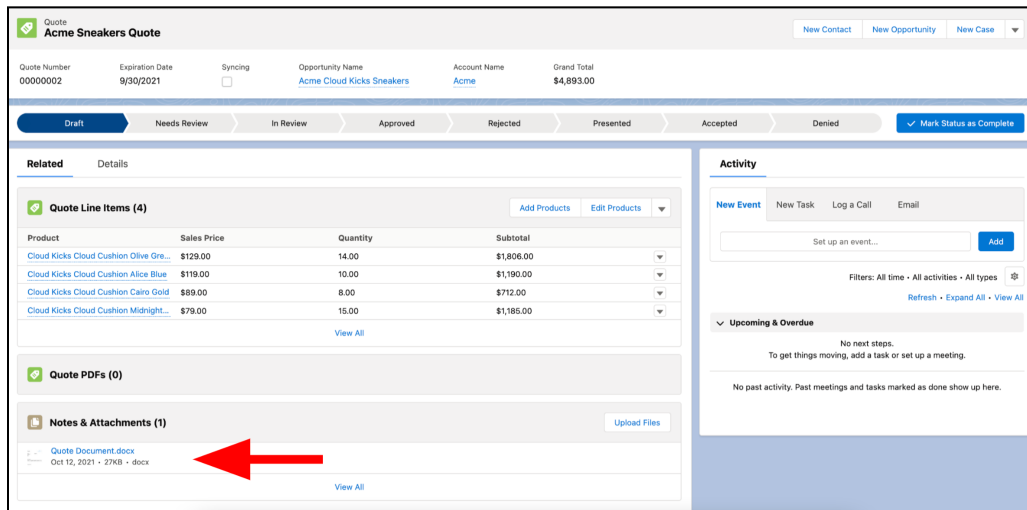 Quote
Acme Sneakers Quote
New Contact New Opportunity New Case
Quote Number Expiration Date Syncing Opportunity Name Account Name Grand Total
00000002 9/30/2021 Acme Cloud Kicks Sneakers Acme $4,893.00
Draft Needs Review In Review Approved Rejected Presented Accepted Denied Mark Status as Complete
Related Details
Quote Line Items (4) Add Products Edit Products
Product Sales Price Quantity Subtotal
Cloud Kicks Cloud Cushion Olive Gre... $129.00 14.00 $1,806.00
Cloud Kicks Cloud Cushion Alice Blue $119.00 10.00 $1,190.00
Cloud Kicks Cloud Cushion Cairo Gold $89.00 8.00 $712.00
Cloud Kicks Cloud Cushion Midnight... $79.00 15.00 $1,185.00
View All
Quote PDFs (0)
Notes & Attachments (1) Upload Files
Quote Document.docx
Oct 12, 2021 • 27KB • docx
View All
Activity
New Event New Task Log a Call Email
Set up an event... Add
Filters: All time • All activities • All types
Refresh • Expand All • View All
Upcoming & Overdue
No next steps.
To get things moving, add a task or set up a meeting.
No past activity. Past meetings and tasks marked as done show up here.